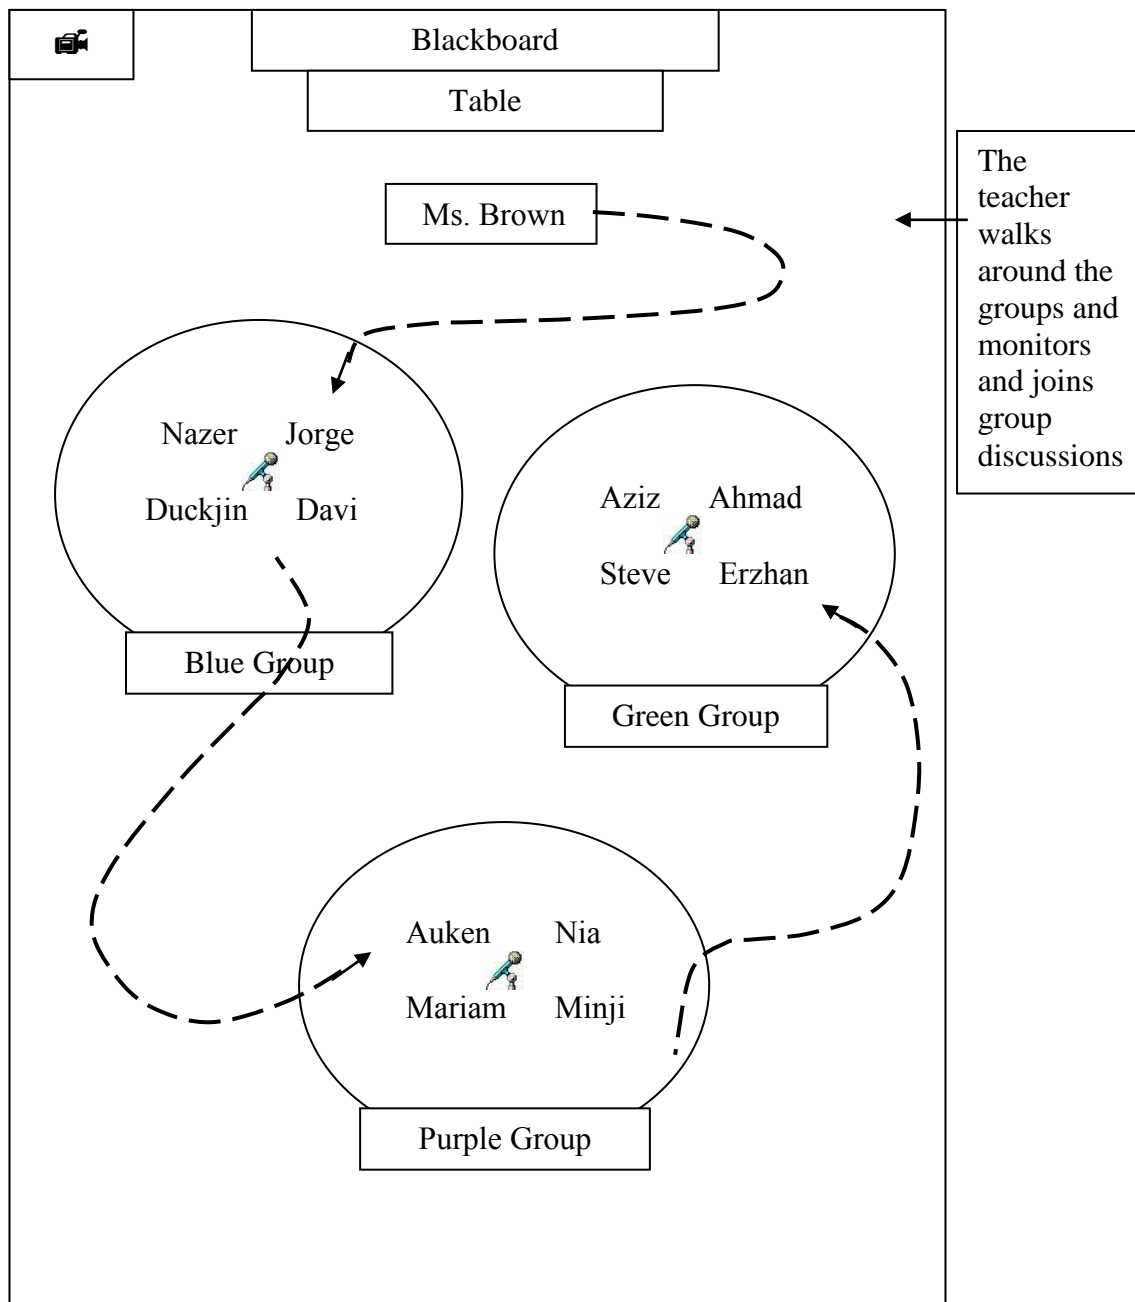 Blackboard
Table
Ms. Brown
The
teacher
walks
around the
groups and
monitors
and joins
group
discussions
Nazer Jorge
Duckjin Davi
Blue Group
Aziz Ahmad
Steve Erzhan
Green Group
Auken Nia
Mariam Minji
Purple Group